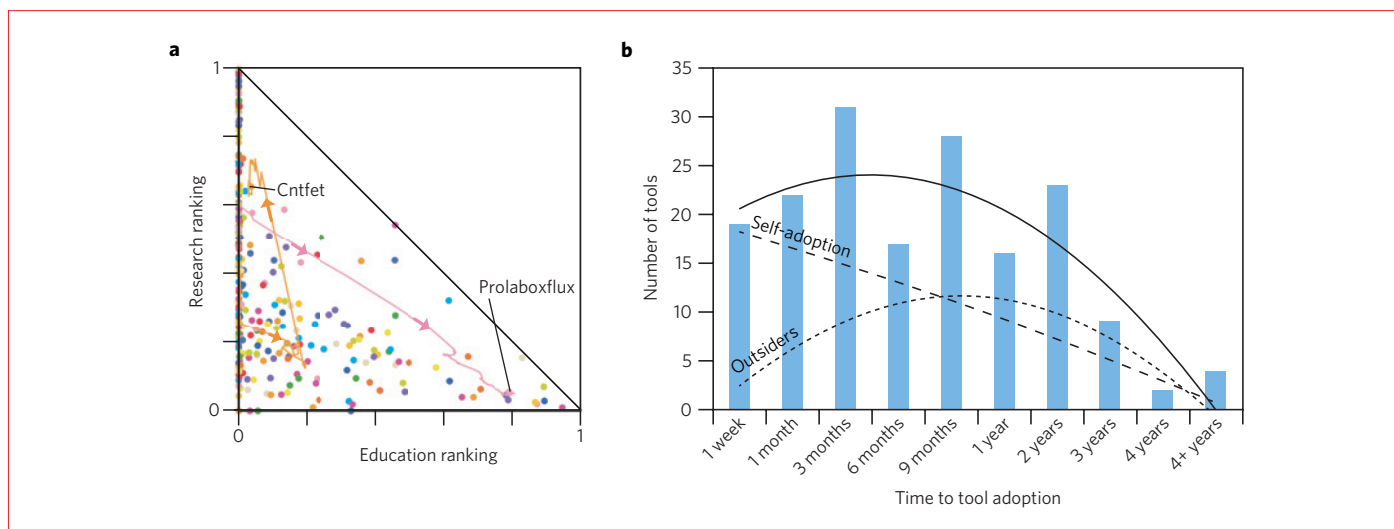 a
1
Cntfet
Prolaboxflux
Research ranking
0
0
1
Education ranking
b
35
30
25
20
15
10
5
0
Number of tools
Self-adoption
Outsiders
1 week
1 month
3 months
6 months
9 months
1 year
2 years
3 years
4 years
4+ years
Time to tool adoption